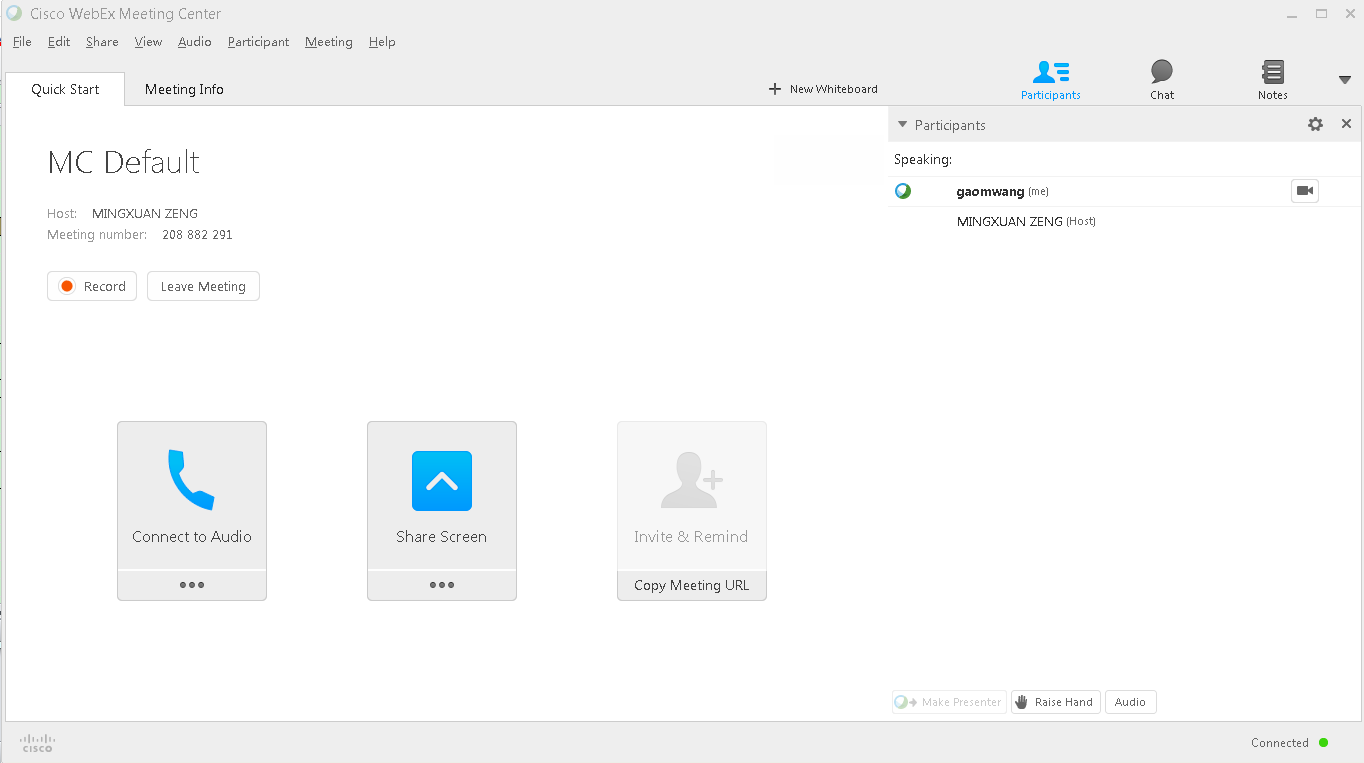 Cisco WebEx Meeting Center
File Edit Share View Audio Participant Meeting Help
Quick Start Meeting Info New Whiteboard Participants Chat Notes
Participants
Speaking:
gaomwang (me)
MINGXUAN ZENG (Host)
MC Default
Host: MINGXUAN ZENG
Meeting number: 208 882 291
Record Leave Meeting
Connect to Audio Share Screen Invite & Remind
Copy Meeting URL
Make Presenter Raise Hand Audio
CISCO Connected